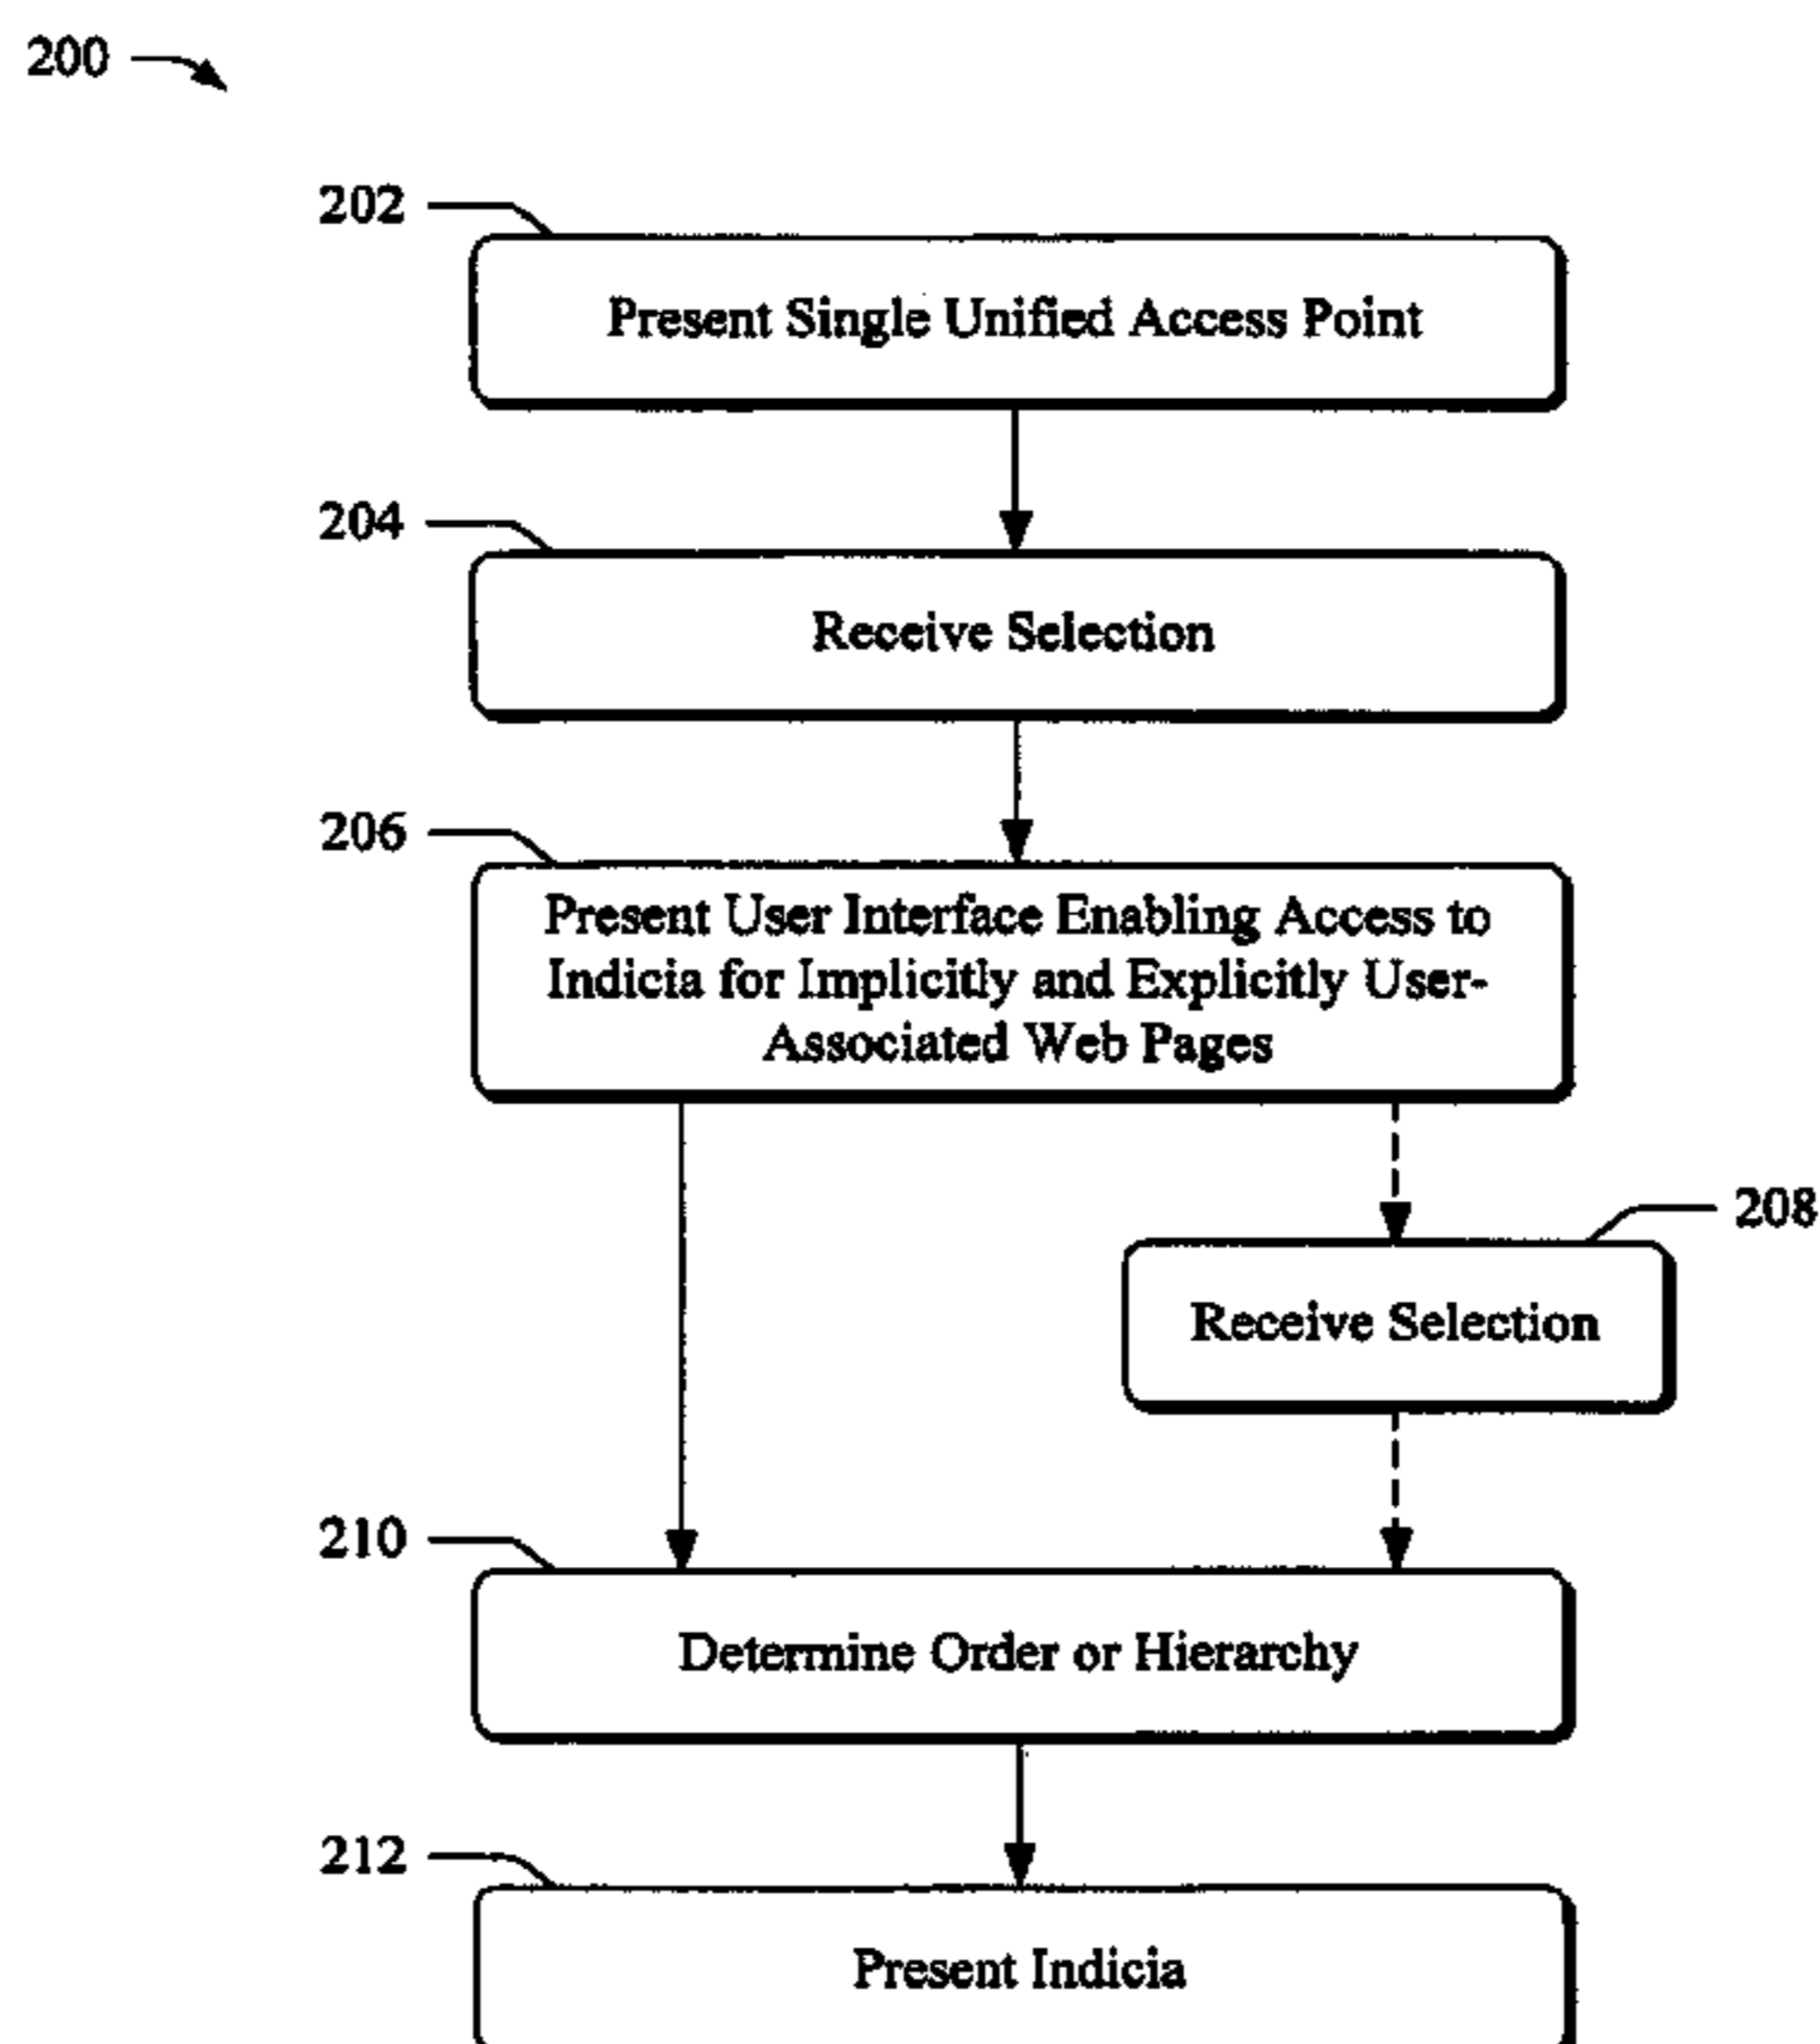 200
202
Present Single Unified Access Point
204
Receive Selection
206
Present User Interface Enabling Access to
Indicia for Implicitly and Explicitly User-
Associated Web Pages
208
Receive Selection
210
Determine Order or Hierarchy
212
Present Indicia